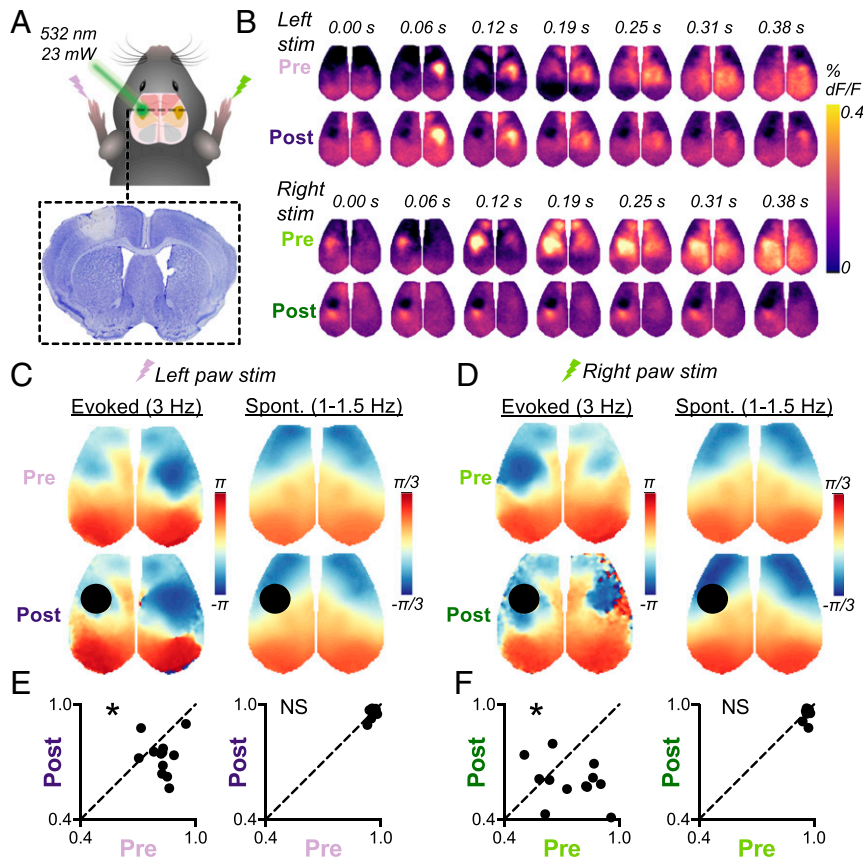 A
532 nm
23 mW
B
Left stim
0.00 s 0.06 s 0.12 s 0.19 s 0.25 s 0.31 s 0.38 s
Pre
Post
% dF/F
0.4
0
Right stim
0.00 s 0.06 s 0.12 s 0.19 s 0.25 s 0.31 s 0.38 s
Pre
Post
C
Left paw stim
Evoked (3 Hz) Spont. (1-1.5 Hz)
Pre
π π/3
-π -π/3
Post
D
Right paw stim
Evoked (3 Hz) Spont. (1-1.5 Hz)
Pre
π π/3
-π -π/3
Post
E
1.0 * 1.0 NS
Post Post
0.4 0.4
0.4 1.0 0.4 1.0
Pre Pre
F
1.0 * 1.0 NS
Post Post
0.4 0.4
0.4 1.0 0.4 1.0
Pre Pre